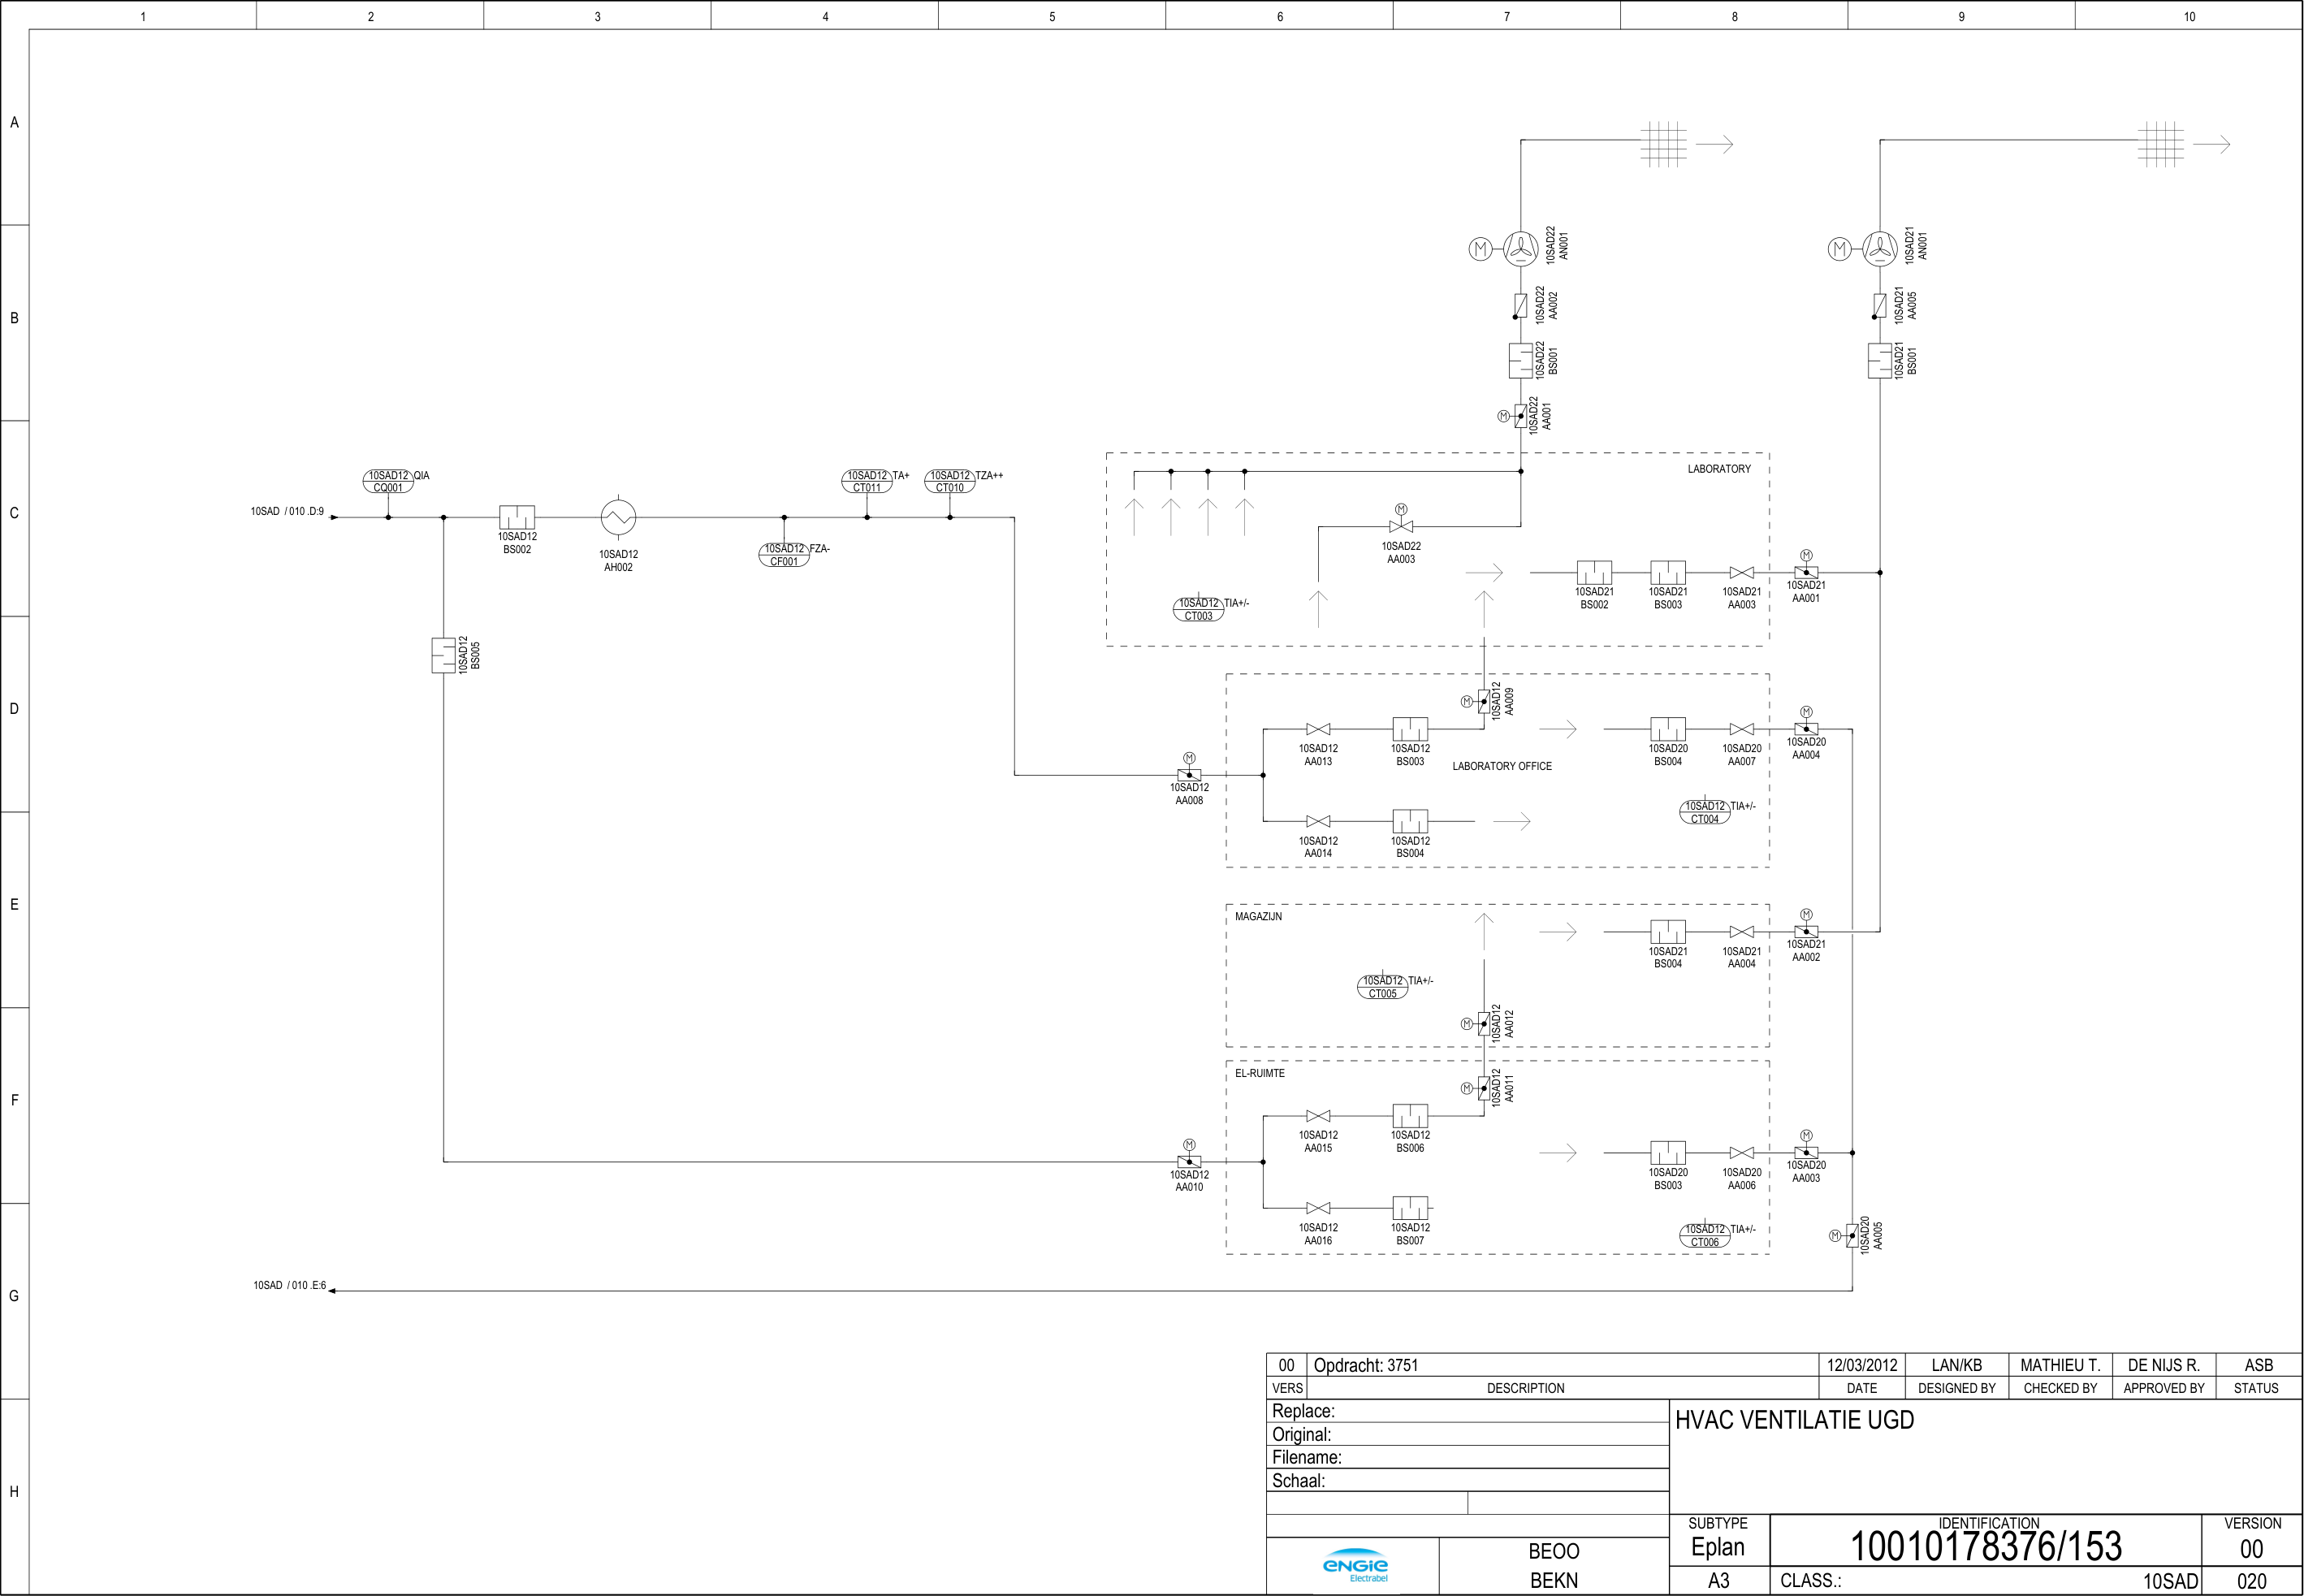 1 2 3 4 5 6 7 8 9 10
A
B
C
D
E
F
G
H
10SAD22
AN001
10SAD21
AN001
10SAD22
AA002
10SAD21
AA005
10SAD22
BS001
10SAD21
BS001
M
M
M
10SAD22
AA001
LABORATORY
10SAD12 QIA
CQ001
10SAD12 TA+
CT011
10SAD12 TZA++
CT010
10SAD / 010 .D:9
10SAD12
BS002
10SAD12
AH002
10SAD12 FZA-
CF001
M
10SAD22
AA003
10SAD12 TIA+/-
CT003
10SAD21
BS002
10SAD21
BS003
10SAD21
AA003
M
10SAD21
AA001
10SAD12
BS005
M
10SAD12
AA009
10SAD12
AA013
10SAD12
BS003
LABORATORY OFFICE
10SAD20
BS004
10SAD20
AA007
M
10SAD20
AA004
M
10SAD12
AA008
10SAD12 TIA+/-
CT004
10SAD12
AA014
10SAD12
BS004
MAGAZIJN
10SAD21
BS004
10SAD21
AA004
M
10SAD21
AA002
10SAD12 TIA+/-
CT005
M
10SAD12
AA012
EL-RUIMTE
M
10SAD12
AA011
10SAD12
AA015
10SAD12
BS006
M
10SAD12
AA010
10SAD20
BS003
10SAD20
AA006
M
10SAD20
AA003
10SAD12
AA016
10SAD12
BS007
10SAD12 TIA+/-
CT006
M
10SAD20
AA005
10SAD / 010 .E:6
00 Opdracht: 3751 12/03/2012 LAN/KB MATHIEU T. DE NIJS R. ASB
VERS DESCRIPTION DATE DESIGNED BY CHECKED BY APPROVED BY STATUS
Replace:
Original:
Filename:
Schaal:
HVAC VENTILATIE UGD
SUBTYPE IDENTIFICATION VERSION
Eplan 10010178376/153 00
A3 CLASS.: 10SAD 020
ENGIE
Electrabel
BEOO
BEKN